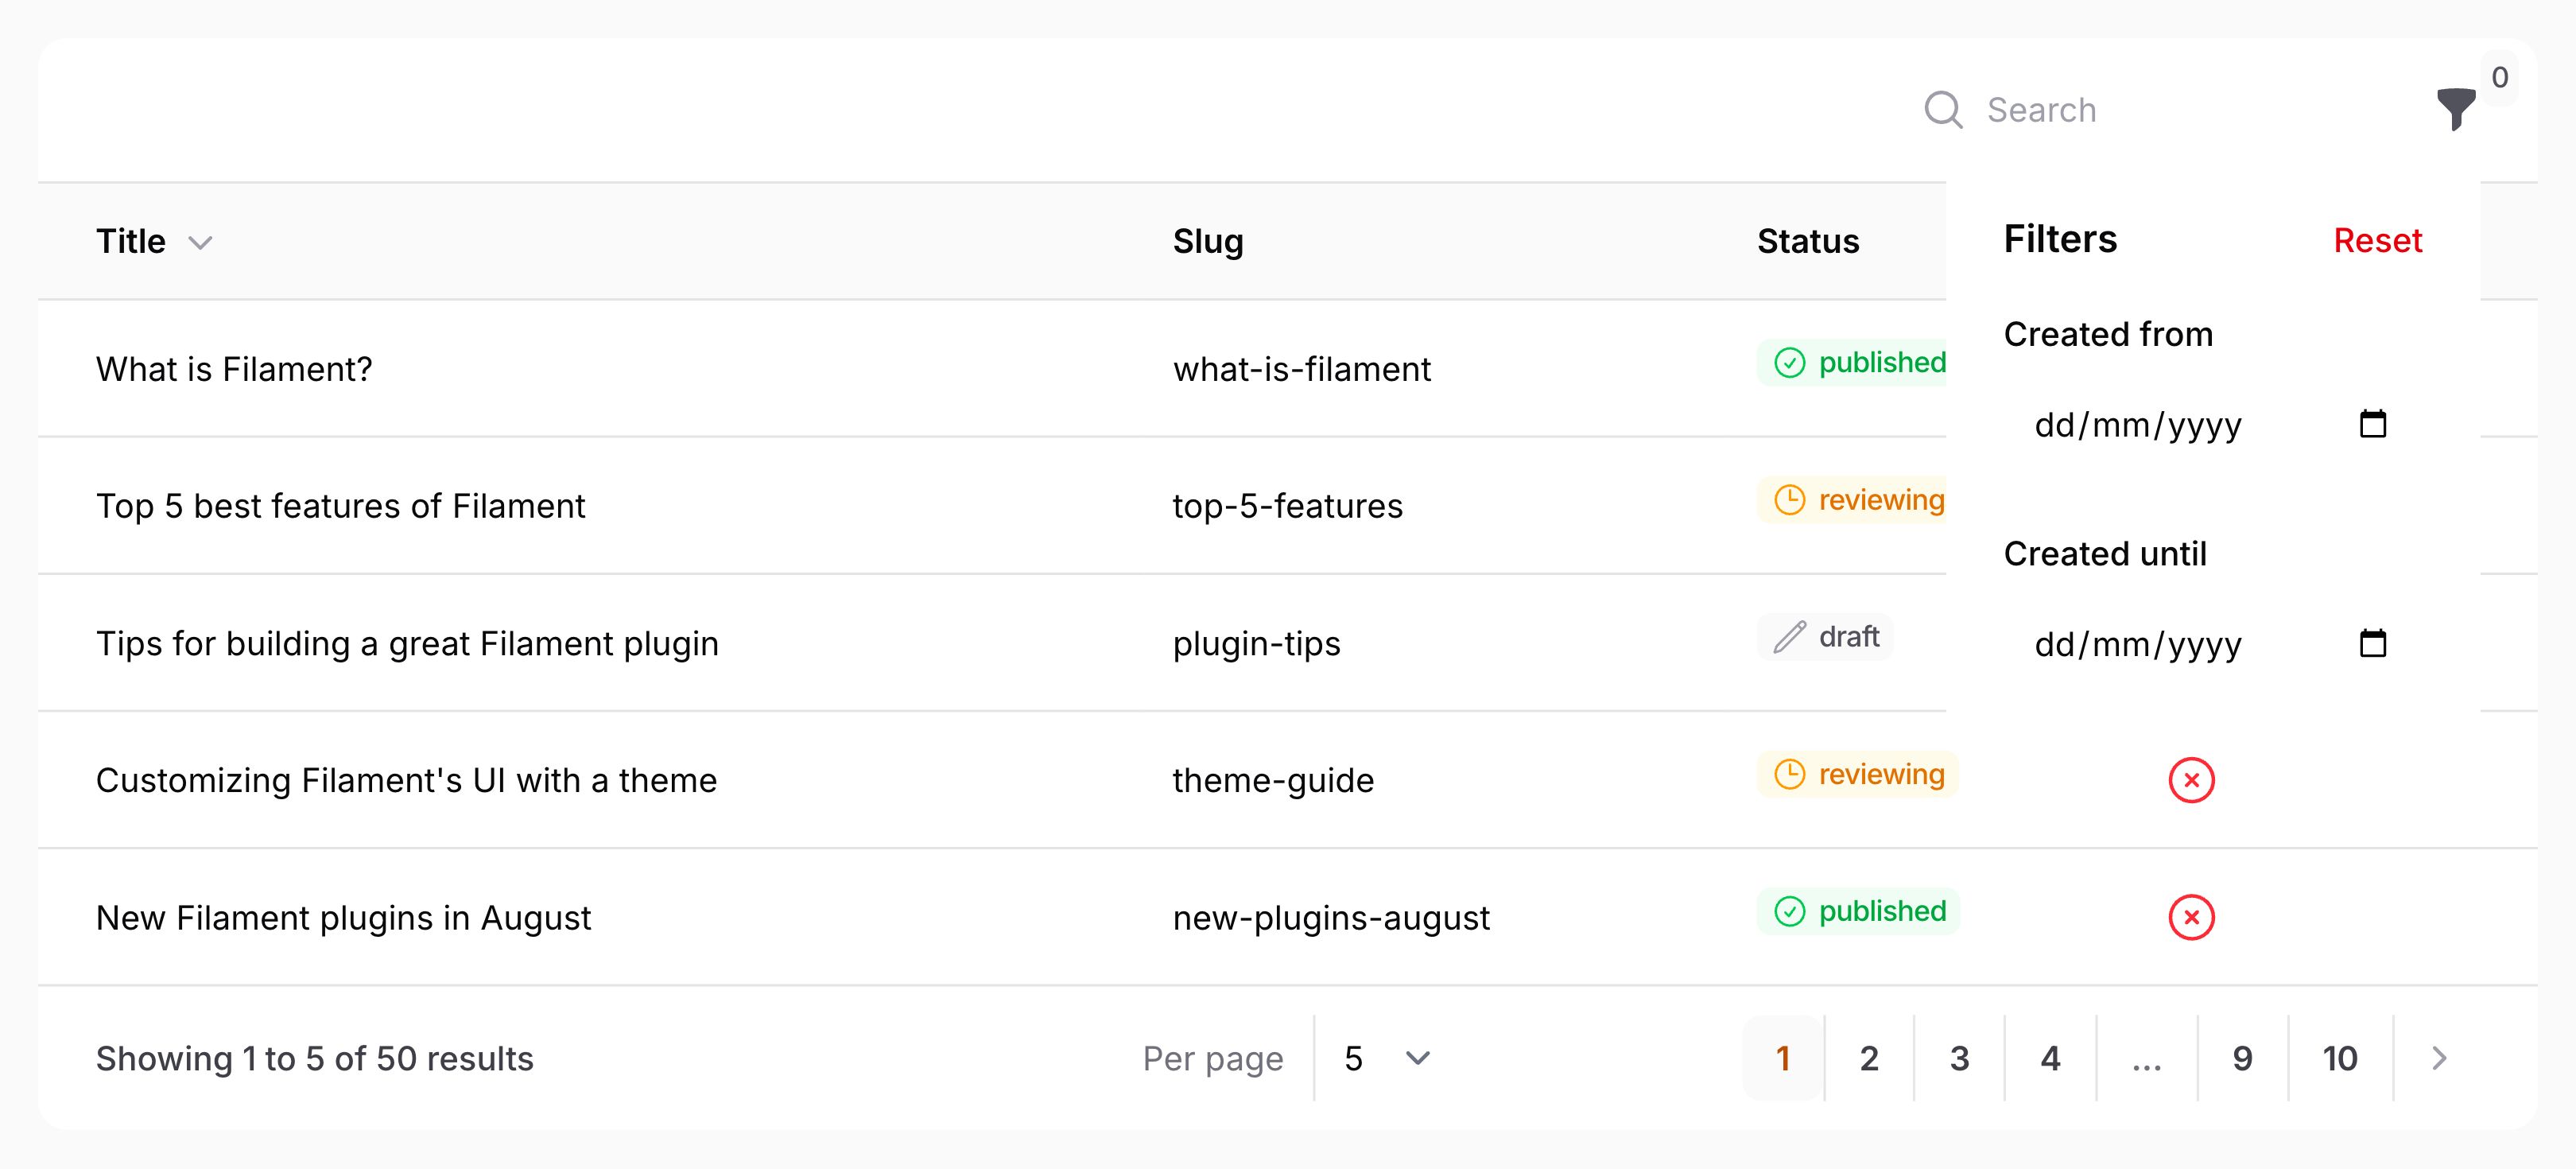 0
Search
Title Slug Status
Filters Reset
Created from
What is Filament? what-is-filament published
dd/mm/yyyy
Top 5 best features of Filament top-5-features reviewing
Created until
Tips for building a great Filament plugin plugin-tips draft
dd/mm/yyyy
Customizing Filament's UI with a theme theme-guide reviewing
New Filament plugins in August new-plugins-august published
Showing 1 to 5 of 50 results Per page 5 1 2 3 4 ... 9 10